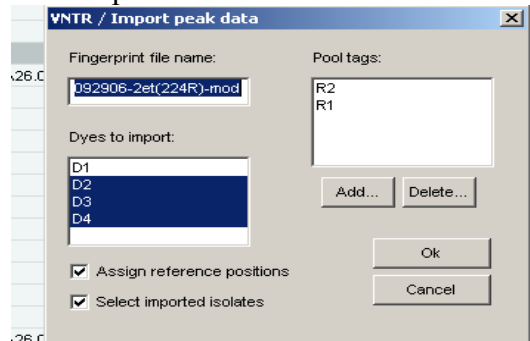 VNTR / Import peak data
Fingerprint file name:
092906-2et(224R)-mod
Dyes to import:
D1
D2
D3
D4
Assign reference positions
Select imported isolates
Pool tags:
R2
R1
Add...
Delete...
Ok
Cancel